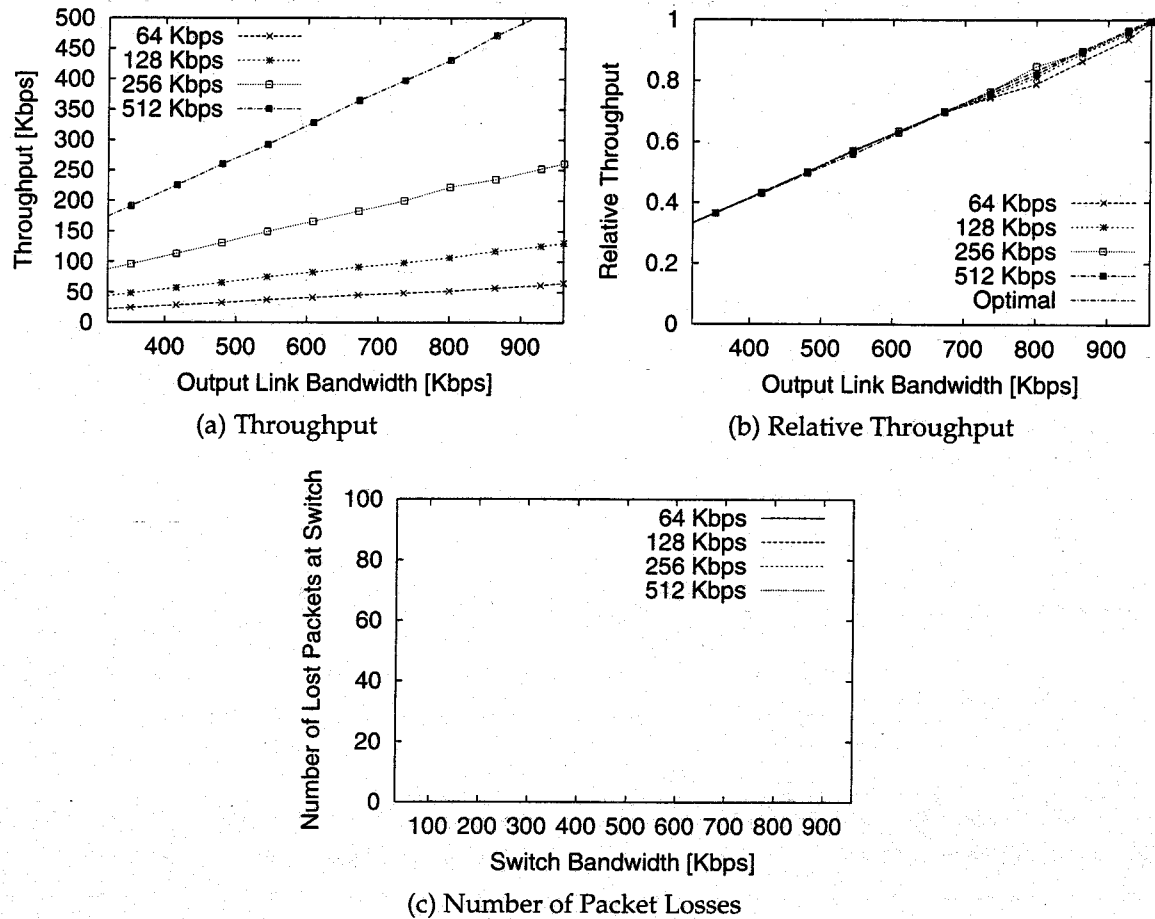 Throughput [Kbps]
500
450
400
350
300
250
200
150
100
50
0
64 Kbps
128 Kbps
256 Kbps
512 Kbps
400 500 600 700 800 900
Output Link Bandwidth [Kbps]
(a) Throughput
Relative Throughput
1
0.8
0.6
0.4
0.2
0
64 Kbps
128 Kbps
256 Kbps
512 Kbps
Optimal
400 500 600 700 800 900
Output Link Bandwidth [Kbps]
(b) Relative Throughput
Number of Lost Packets at Switch
100
80
60
40
20
0
64 Kbps
128 Kbps
256 Kbps
512 Kbps
100 200 300 400 500 600 700 800 900
Switch Bandwidth [Kbps]
(c) Number of Packet Losses